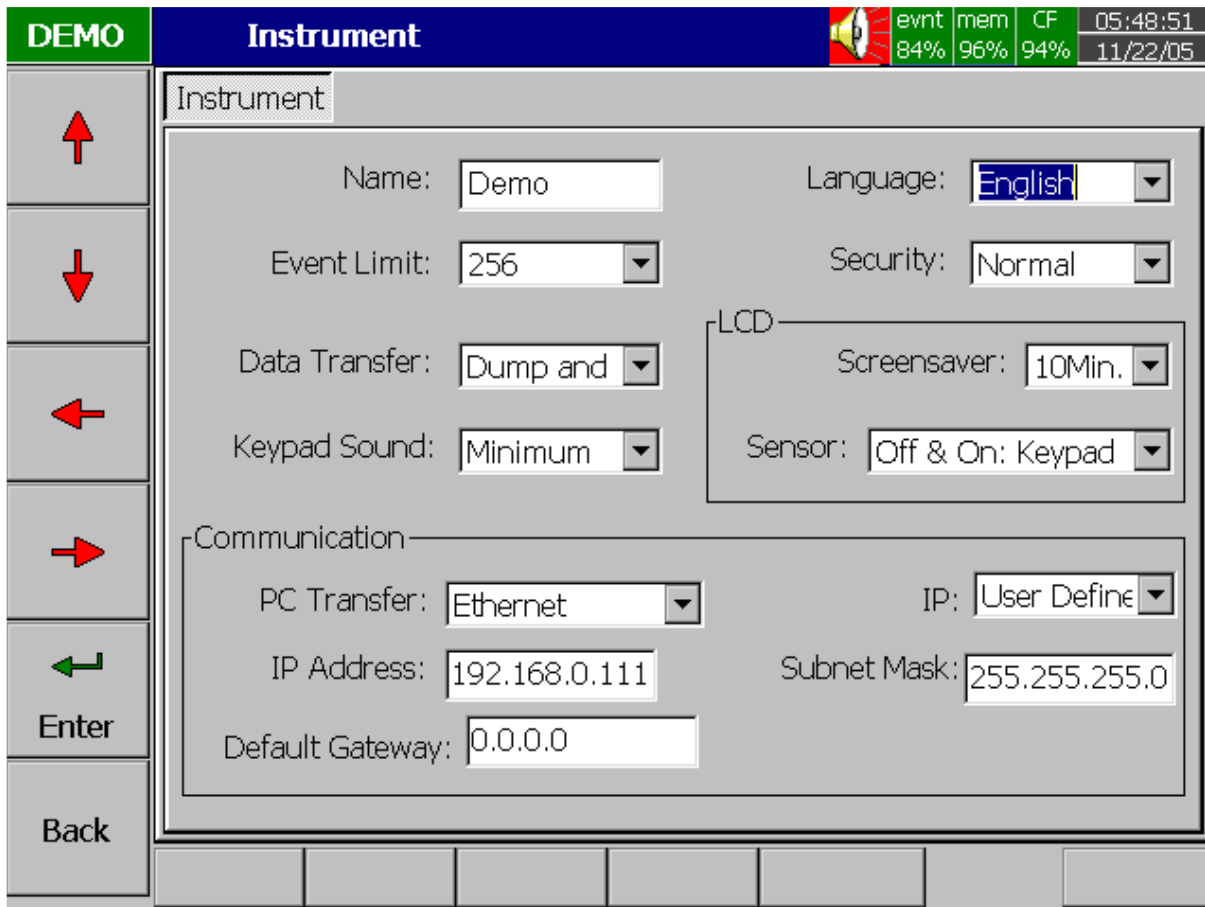 DEMO Instrument evnt mem CF 05:48:51
84% 96% 94% 11/22/05
Instrument
Name: Demo Language: English
Event Limit: 256 Security: Normal
LCD
Data Transfer: Dump and Screensaver: 10Min.
Keypad Sound: Minimum Sensor: Off & On: Keypad
Communication
PC Transfer: Ethernet IP: User Define
IP Address: 192.168.0.111 Subnet Mask: 255.255.255.0
Enter
Default Gateway: 0.0.0.0
Back